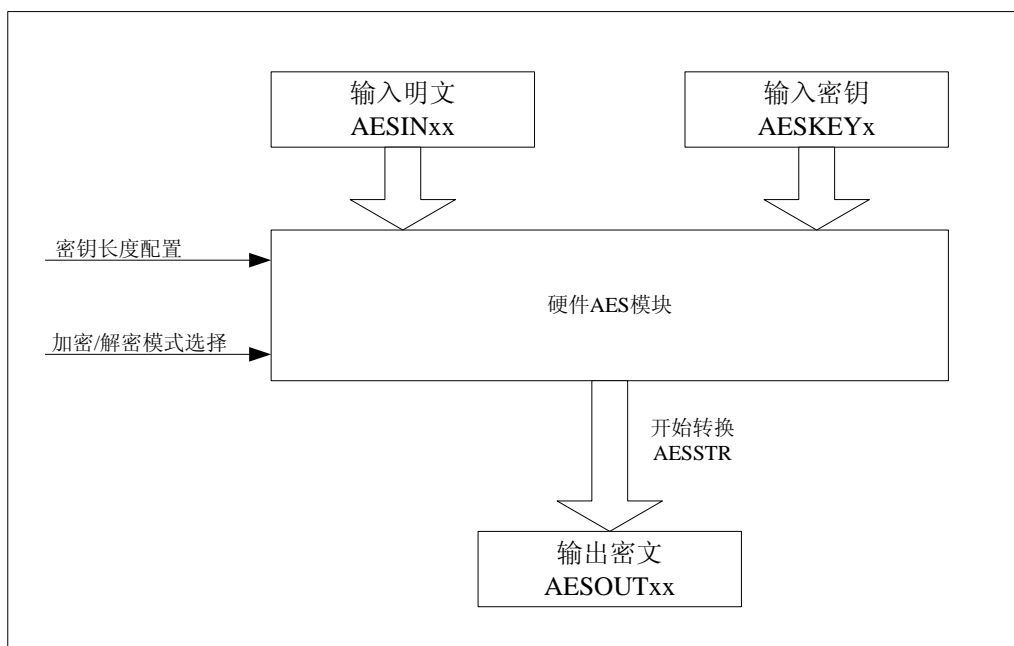 输入明文
AESINxx
输入密钥
AESKEYx
密钥长度配置
硬件AES模块
加密/解密模式选择
开始转换
AESSTR
输出密文
AESOUTxx